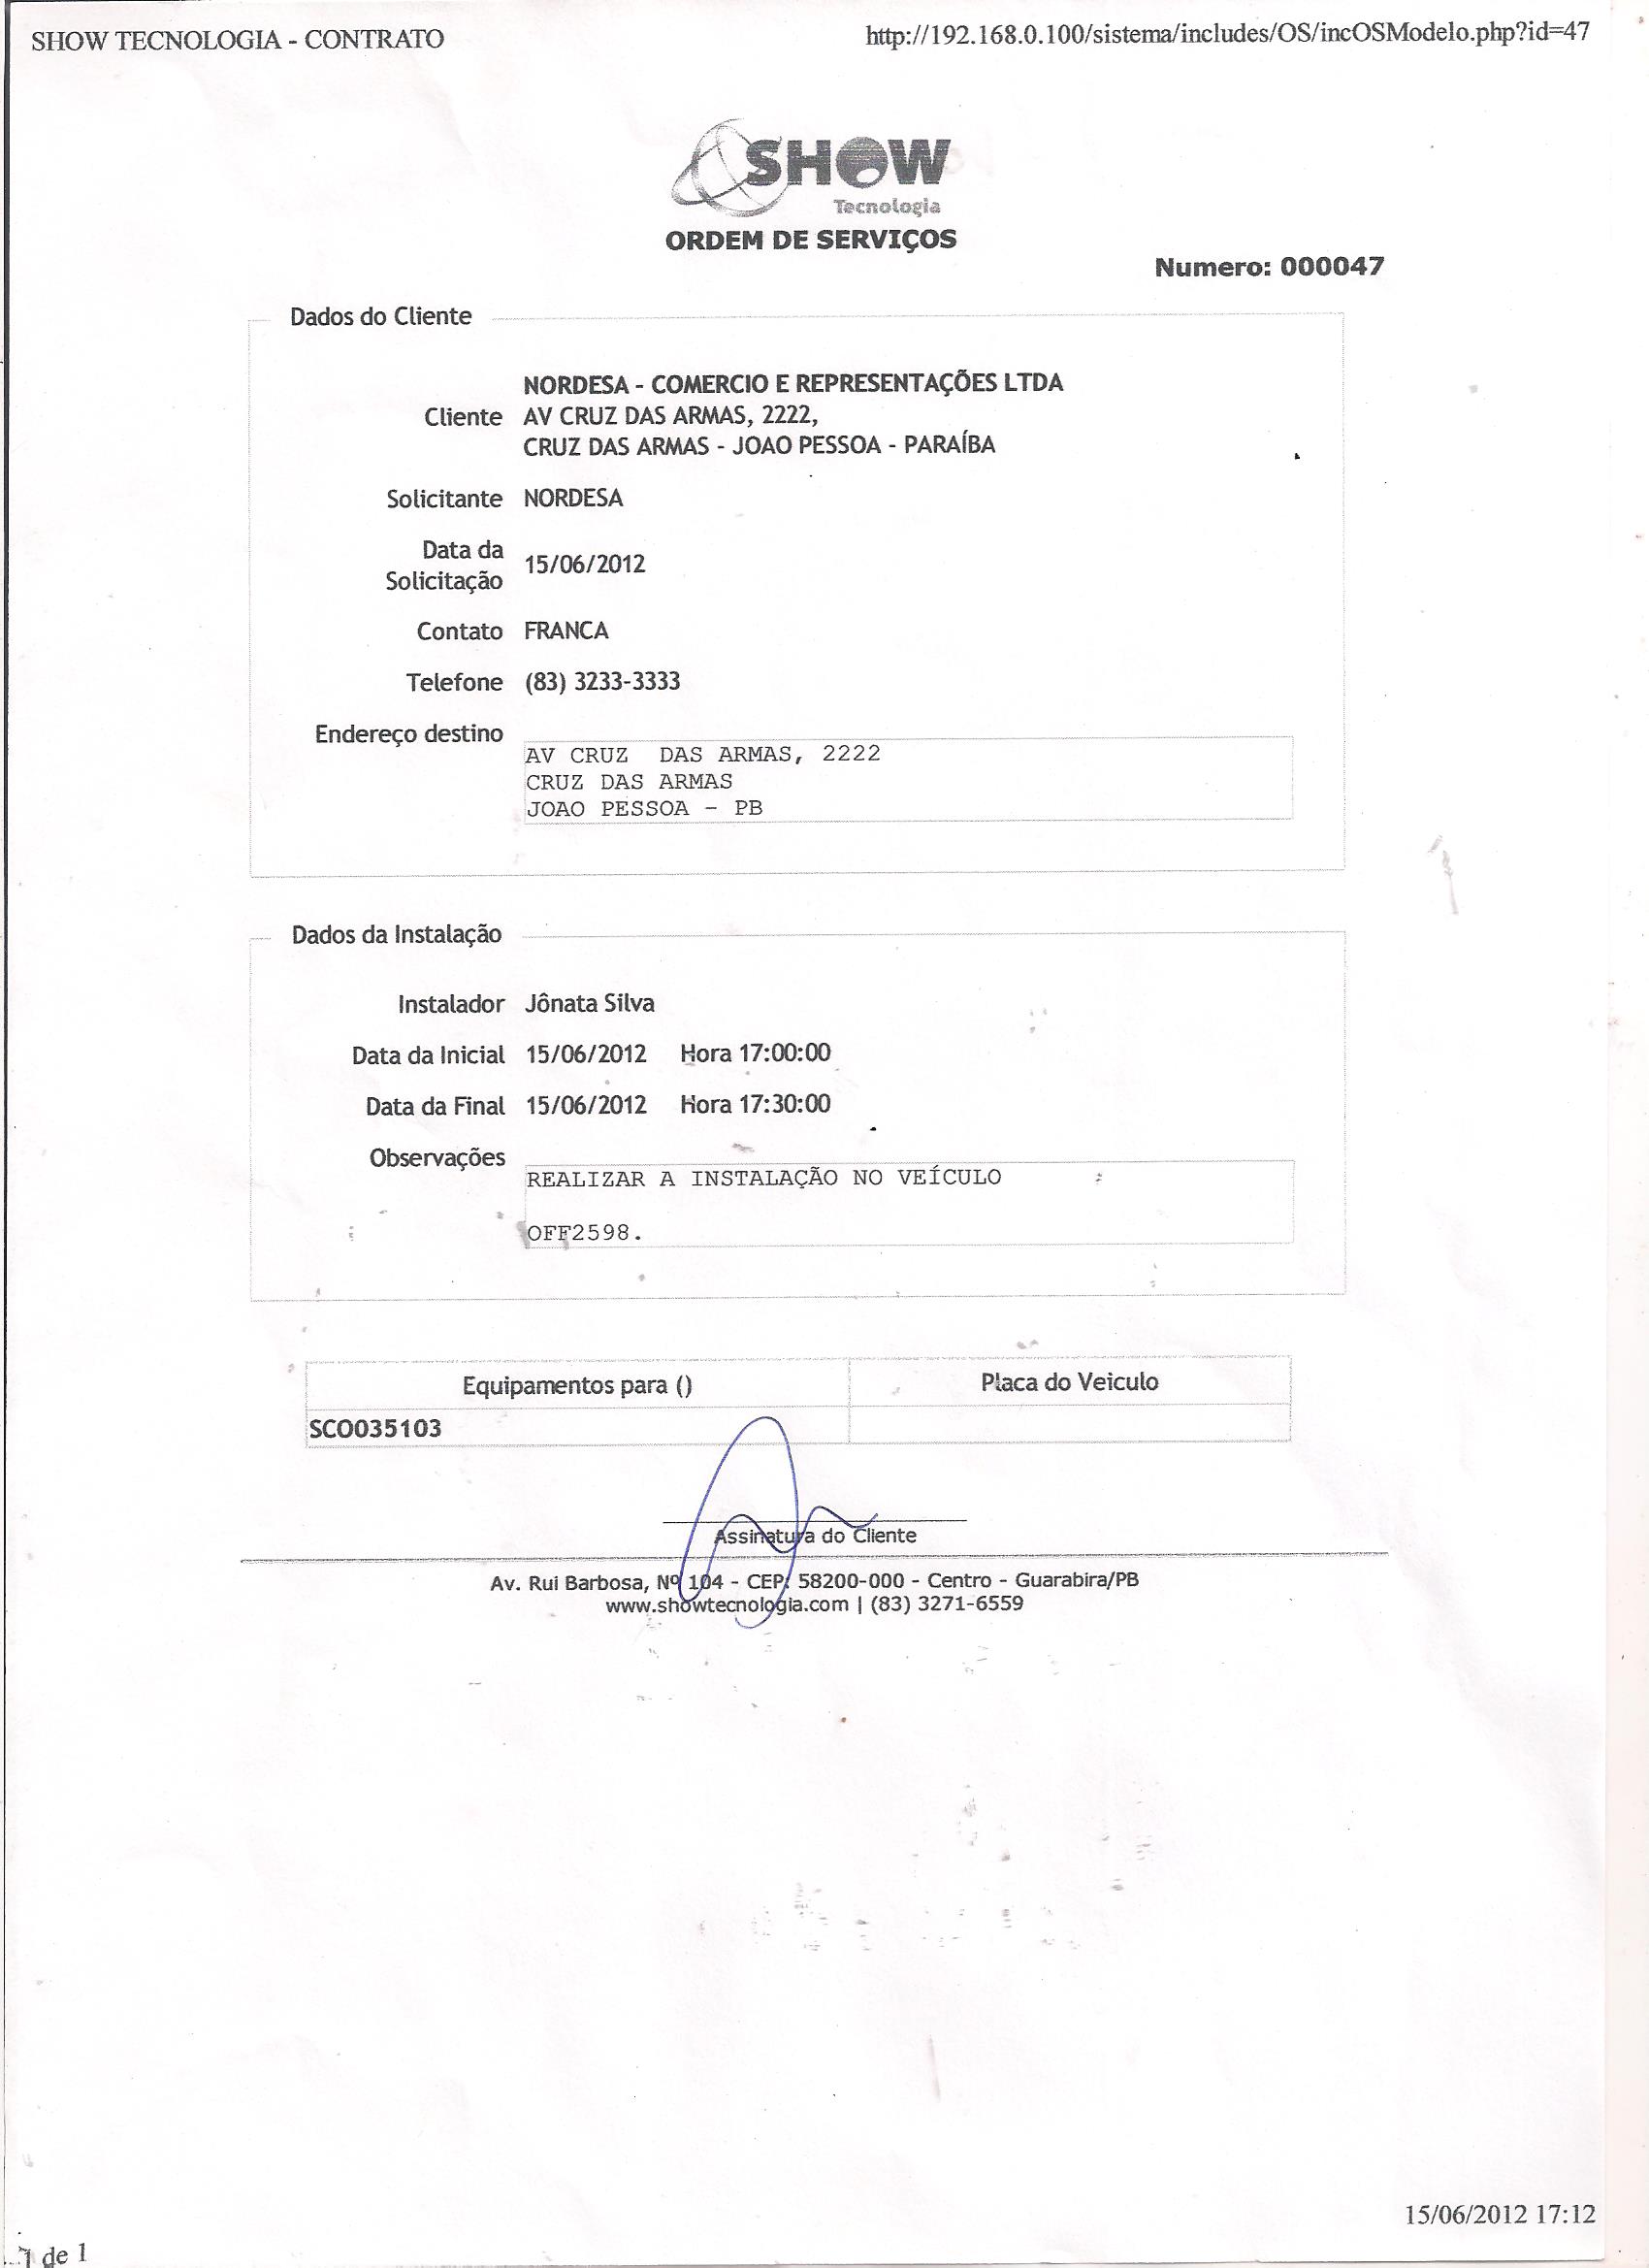 SHOW TECNOLOGIA - CONTRATO
http://192.168.0.100/sistema/includes/OS/incOSModelo.php?id=47
SHOW
Tecnologia
ORDEM DE SERVIÇOS
Numero: 000047
Dados do Cliente
NORDESA - COMERCIO E REPRESENTAÇÕES LTDA
Cliente AV CRUZ DAS ARMAS, 2222,
CRUZ DAS ARMAS - JOAO PESSOA - PARAÍBA
Solicitante NORDESA
Data da
Solicitação 15/06/2012
Contato FRANCA
Telefone (83) 3233-3333
Endereço destino
AV CRUZ DAS ARMAS, 2222
CRUZ DAS ARMAS
JOAO PESSOA - PB
Dados da Instalação
Instalador Jônata Silva
Data da Inicial 15/06/2012 Hora 17:00:00
Data da Final 15/06/2012 Hora 17:30:00
Observações
REALIZAR A INSTALAÇÃO NO VEÍCULO
OFF2598.
Equipamentos para () Placa do Veiculo
SCO035103
Assinatura do Cliente
Av. Rui Barbosa, Nº 104 - CEP: 58200-000 - Centro - Guarabira/PB
www.showtecnologia.com | (83) 3271-6559
15/06/2012 17:12
1 de 1